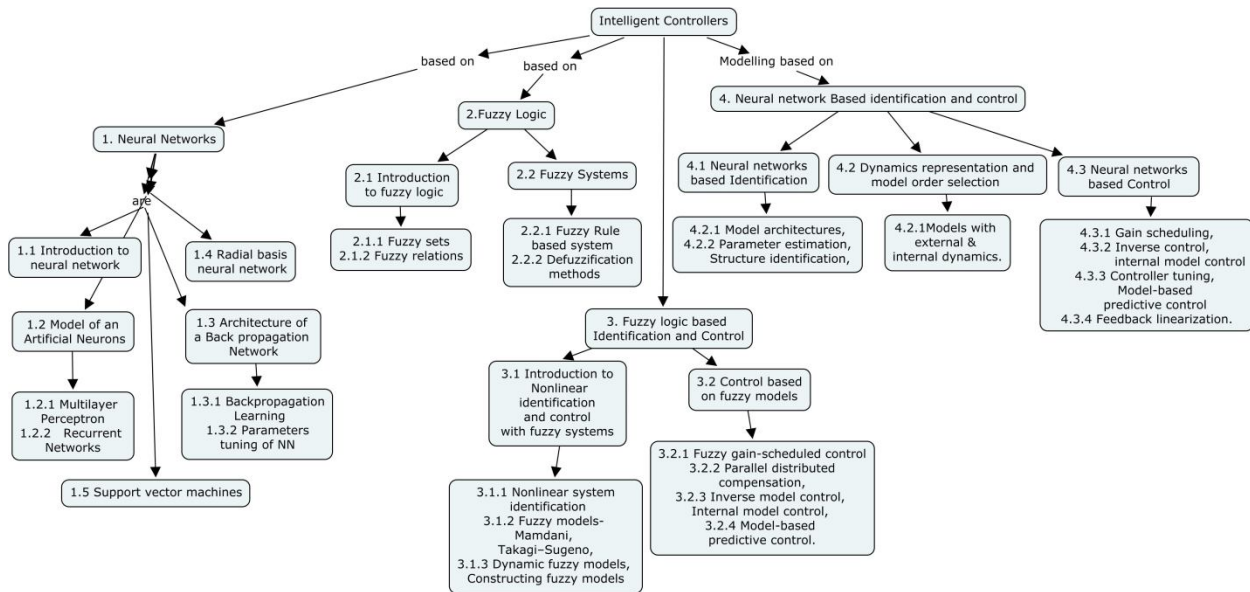 Intelligent Controllers
based on
based on
Modelling based on
4. Neural network Based identification and control
2.Fuzzy Logic
1. Neural Networks
4.1 Neural networks
based Identification
4.2 Dynamics representation and
model order selection
4.3 Neural networks
based Control
2.1 Introduction
to fuzzy logic
2.2 Fuzzy Systems
are
1.1 Introduction to
neural network
1.4 Radial basis
neural network
2.1.1 Fuzzy sets
2.1.2 Fuzzy relations
2.2.1 Fuzzy Rule
based system
2.2.2 Defuzzification
methods
4.2.1 Model architectures,
4.2.2 Parameter estimation,
Structure identification,
4.2.1Models with
external &
internal dynamics.
4.3.1 Gain scheduling,
4.3.2 Inverse control,
internal model control
4.3.3 Controller tuning,
Model-based
predictive control
4.3.4 Feedback linearization.
1.2 Model of an
Artificial Neurons
1.3 Architecture of
a Back propagation
Network
3. Fuzzy logic based
Identification and Control
3.1 Introduction to
Nonlinear
identification
and control
with fuzzy systems
3.2 Control based
on fuzzy models
1.2.1 Multilayer
Perceptron
1.2.2 Recurrent
Networks
1.3.1 Backpropagation
Learning
1.3.2 Parameters
tuning of NN
3.2.1 Fuzzy gain-scheduled control
3.2.2 Parallel distributed
compensation,
3.2.3 Inverse model control,
Internal model control,
3.2.4 Model-based
predictive control.
1.5 Support vector machines
3.1.1 Nonlinear system
identification
3.1.2 Fuzzy models-
Mamdani,
Takagi–Sugeno,
3.1.3 Dynamic fuzzy models,
Constructing fuzzy models